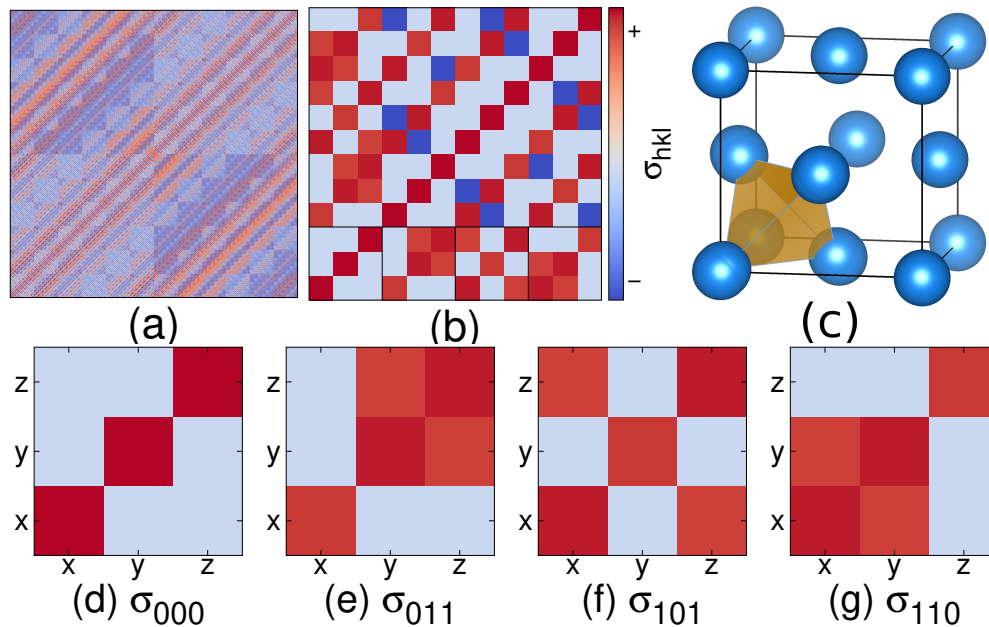 +
σhkl
−
(a)
(b)
(c)
z
y
x
x y z
(d) σ000
z
y
x
x y z
(e) σ011
z
y
x
x y z
(f) σ101
z
y
x
x y z
(g) σ110